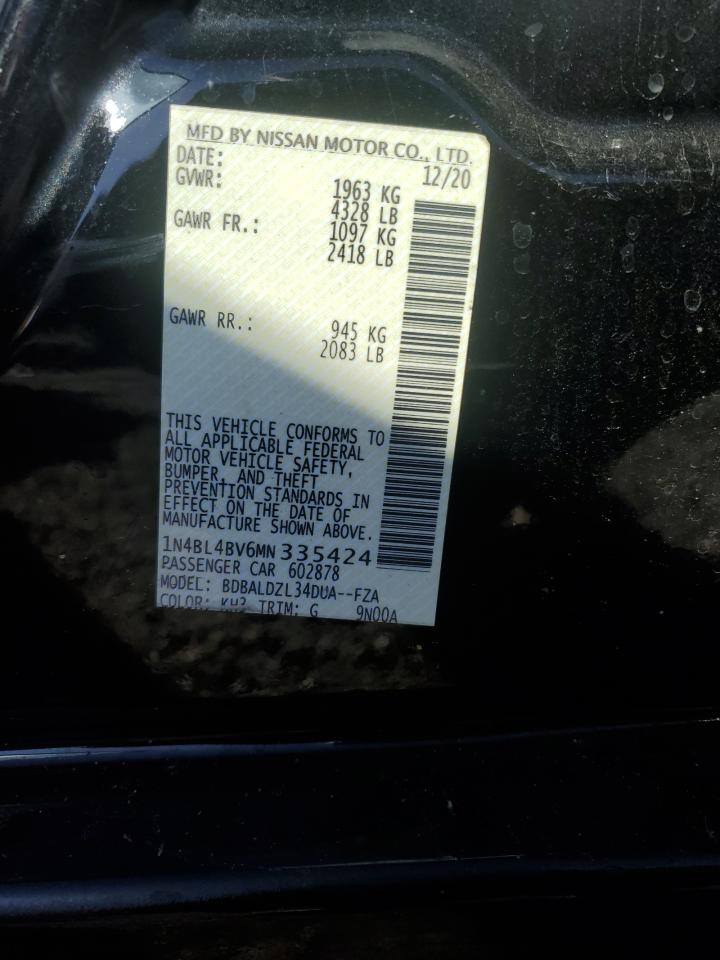 MFD BY NISSAN MOTOR CO., LTD.
DATE: 12/20
GVWR: 1963 KG
4328 LB
GAWR FR.: 1097 KG
2418 LB
GAWR RR.: 945 KG
2083 LB
THIS VEHICLE CONFORMS TO
ALL APPLICABLE FEDERAL
MOTOR VEHICLE SAFETY,
BUMPER, AND THEFT
PREVENTION STANDARDS IN
EFFECT ON THE DATE OF
MANUFACTURE SHOWN ABOVE.
1N4BL4BV6MN335424
PASSENGER CAR 602878
MODEL: BDBALDZL34DUA--FZA
COLOR: KH3 TRIM: G 9N00A